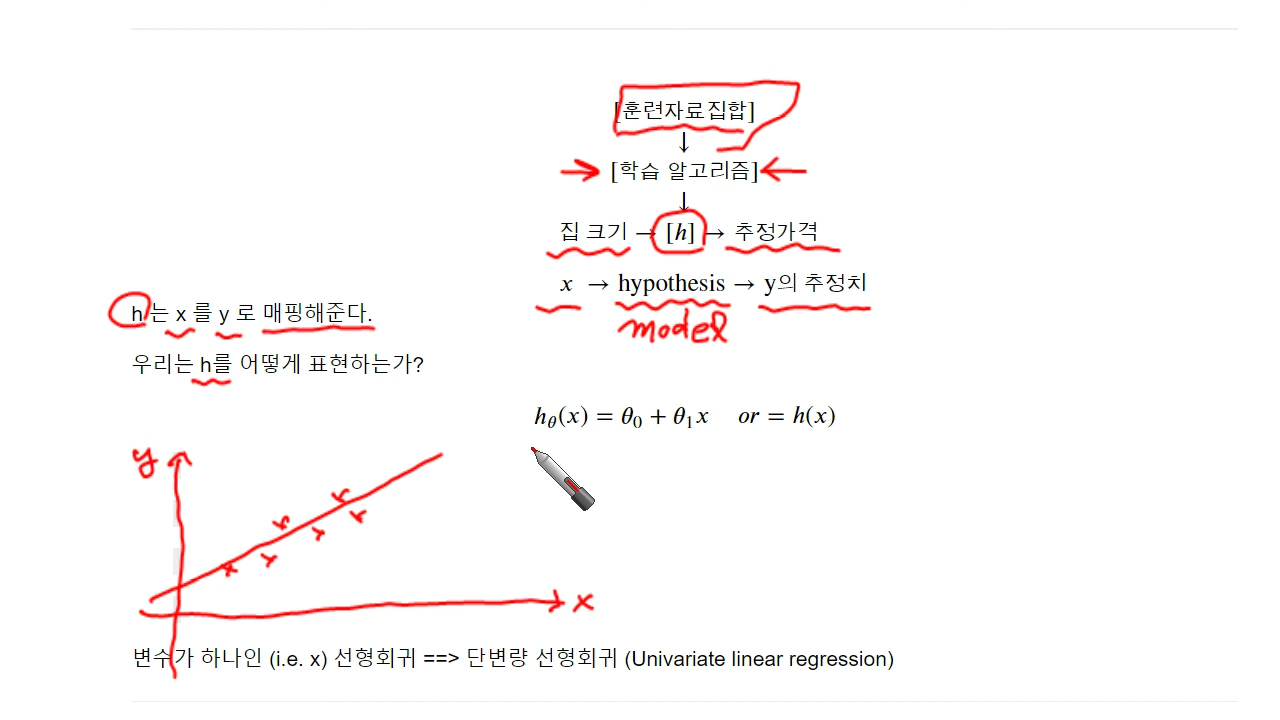 [훈련자료집합]
↓
→ [학습 알고리즘] ←
↓
집 크기 → [h] → 추정가격
x → hypothesis → y의 추정치
model
h 는 x 를 y 로 매핑해준다.
우리는 h를 어떻게 표현하는가?
hθ(x) = θ0 + θ1x or = h(x)
y
x
변수가 하나인 (i.e. x) 선형회귀 ==> 단변량 선형회귀 (Univariate linear regression)